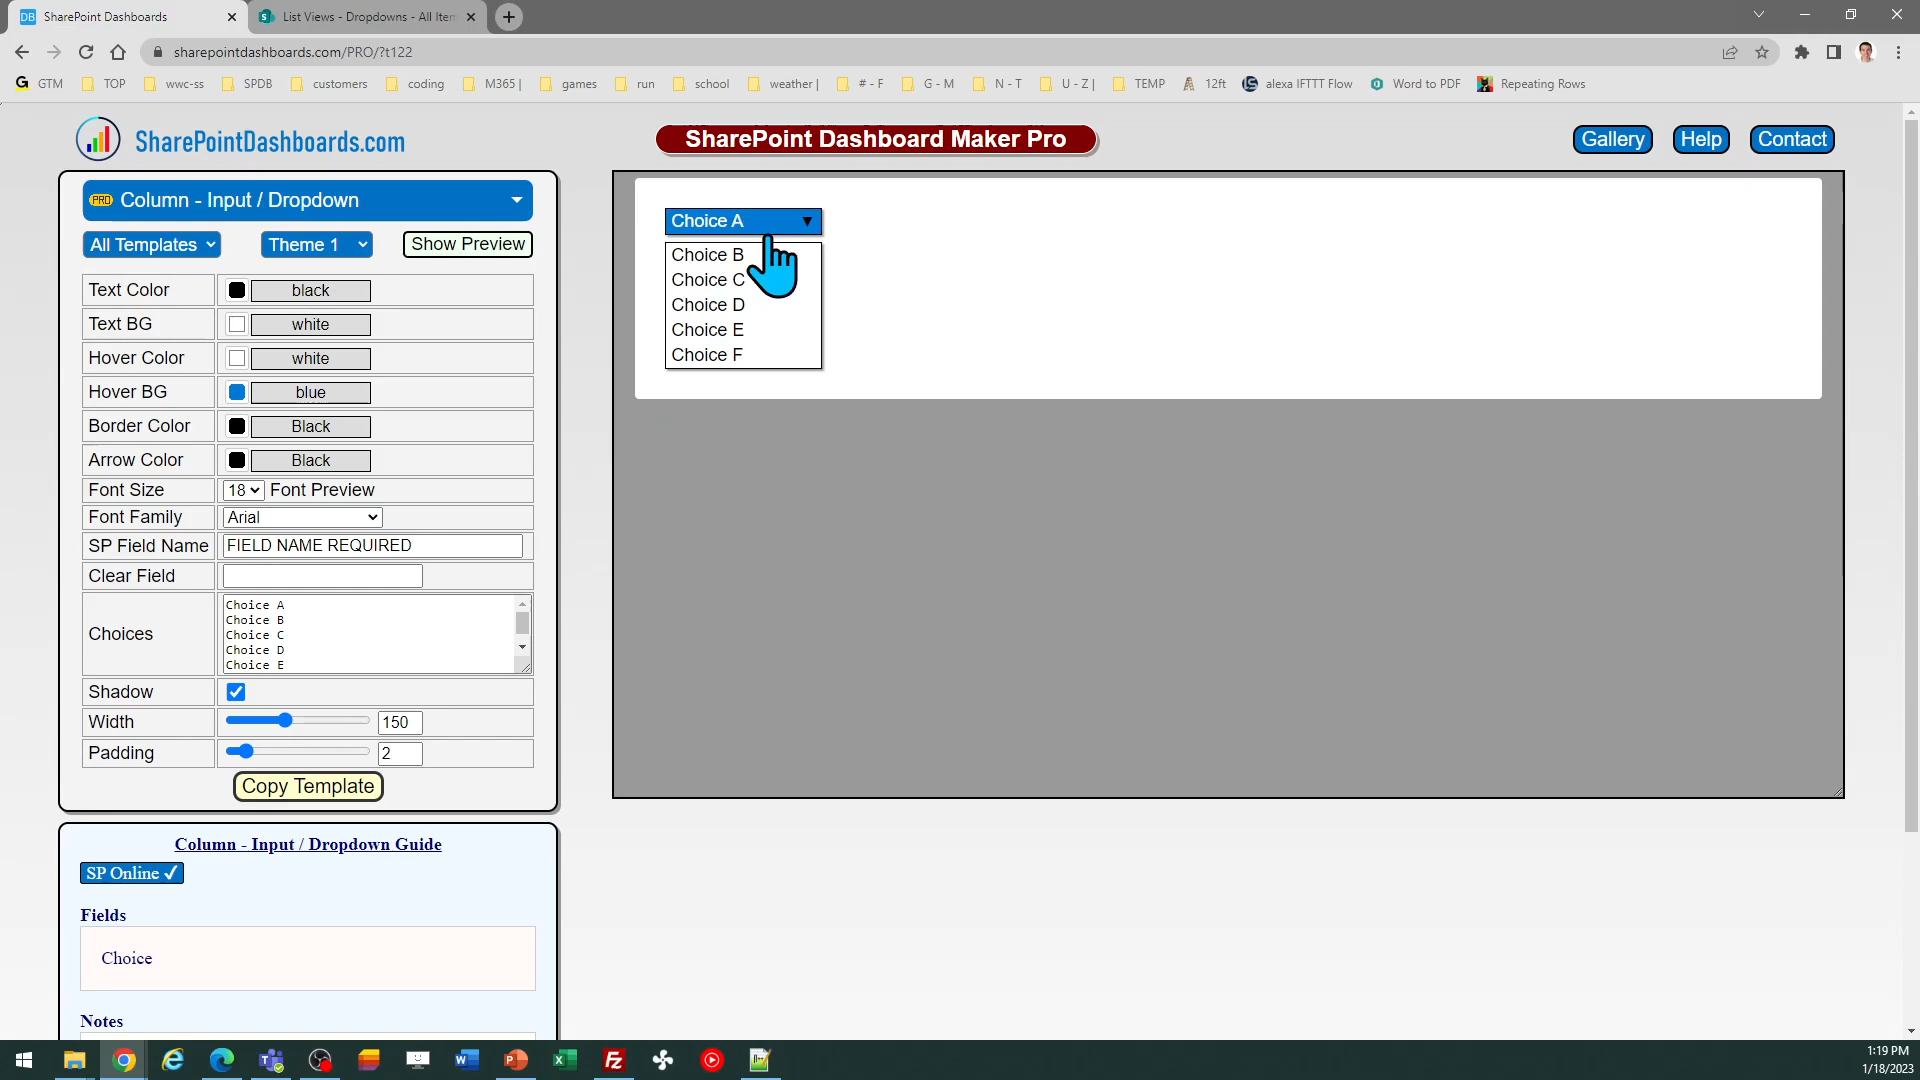 DB SharePoint Dashboards
S List Views - Dropdowns - All Iten
sharepointdashboards.com/PRO/?t122
G GTM TOP wwc-ss SPDB customers coding M365 | games run school weather | # - F G - M N - T U - Z | TEMP 12ft alexa IFTTT Flow Word to PDF Repeating Rows
SharePointDashboards.com
SharePoint Dashboard Maker Pro
Gallery Help Contact
PRO Column - Input / Dropdown
All Templates Theme 1 Show Preview
Text Color black
Text BG white
Hover Color white
Hover BG blue
Border Color Black
Arrow Color Black
Font Size 18 Font Preview
Font Family Arial
SP Field Name FIELD NAME REQUIRED
Clear Field
Choices
Choice A
Choice B
Choice C
Choice D
Choice E
Shadow
Width 150
Padding 2
Copy Template
Choice A
Choice B
Choice C
Choice D
Choice E
Choice F
Column - Input / Dropdown Guide
SP Online ✓
Fields
Choice
Notes
1:19 PM
1/18/2023